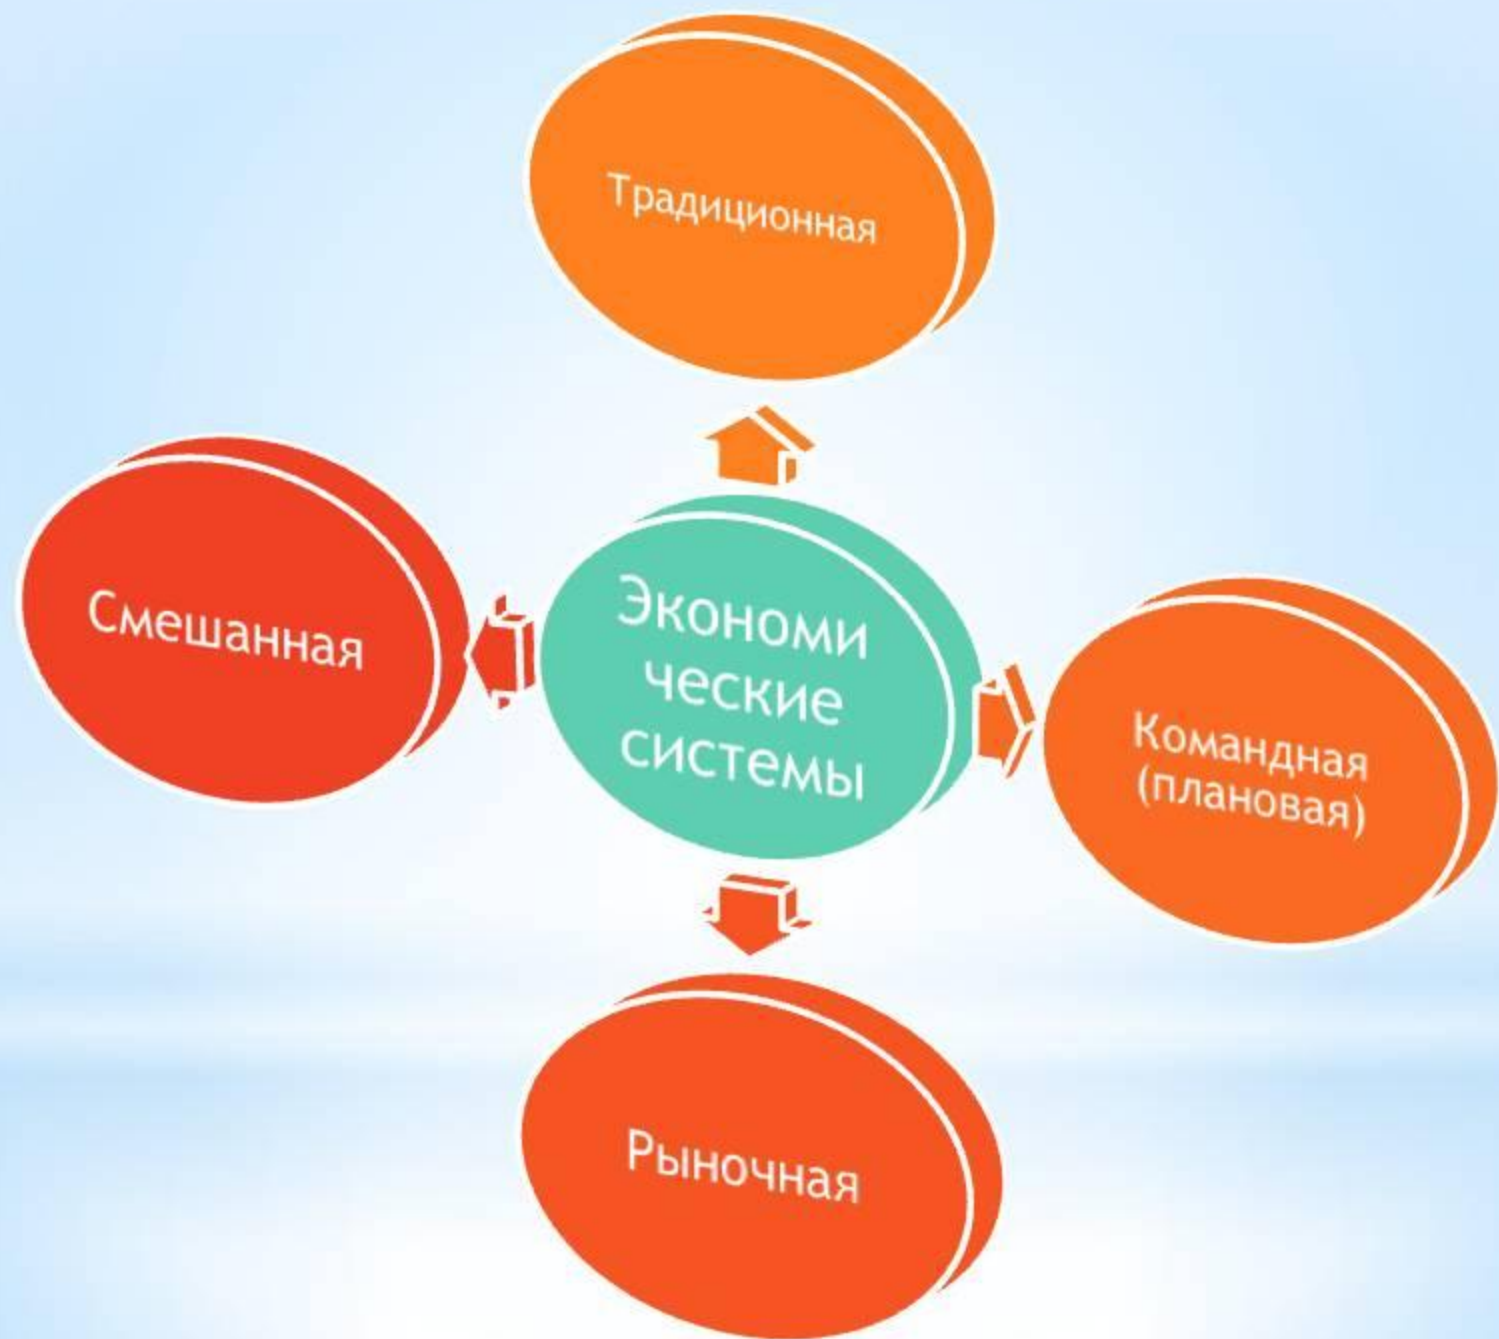 Традиционная
Смешанная
Экономи
ческие
системы
Командная
(плановая)
Рыночная